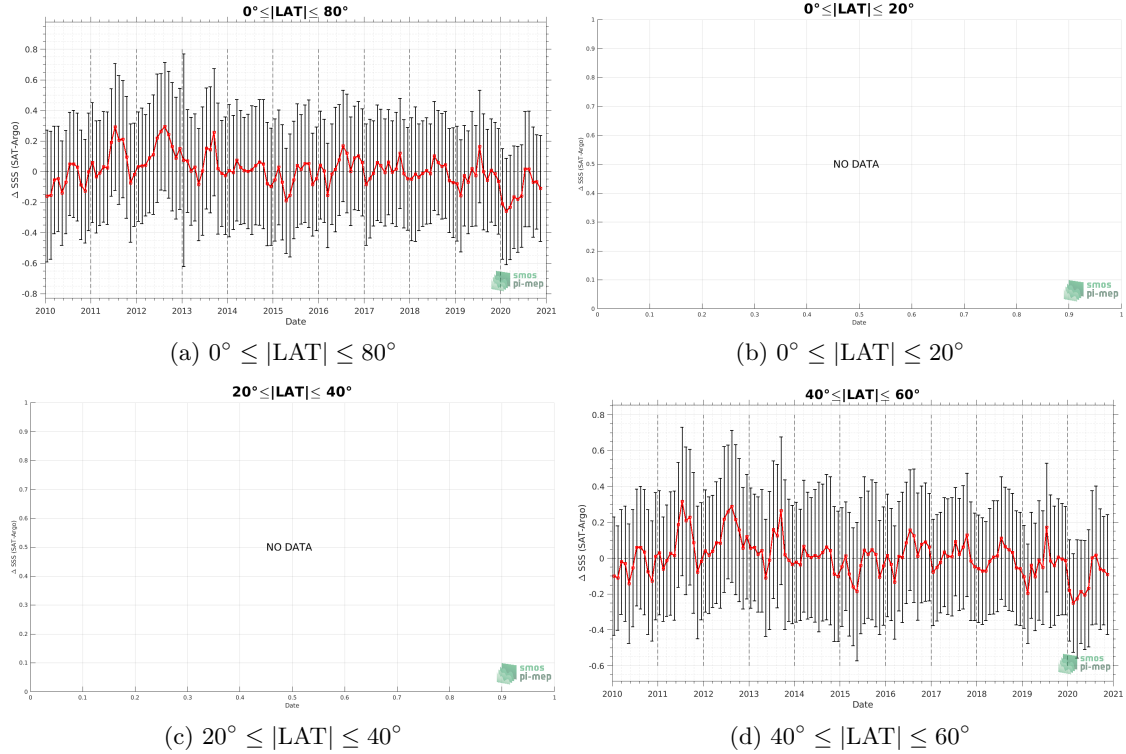 0°≤|LAT|≤ 80°
Δ SSS (SAT-Argo)
0.8
0.6
0.4
0.2
0
-0.2
-0.4
-0.6
-0.8
2010 2011 2012 2013 2014 2015 2016 2017 2018 2019 2020 2021
Date
smos
pi-mep
(a) 0° ≤ |LAT| ≤ 80°
0°≤|LAT|≤ 20°
Δ SSS (SAT-Argo)
1
0.9
0.8
0.7
0.6
0.5
0.4
0.3
0.2
0.1
0
NO DATA
0 0.1 0.2 0.3 0.4 0.5 0.6 0.7 0.8 0.9 1
Date
smos
pi-mep
(b) 0° ≤ |LAT| ≤ 20°
20°≤|LAT|≤ 40°
Δ SSS (SAT-Argo)
1
0.9
0.8
0.7
0.6
0.5
0.4
0.3
0.2
0.1
0
NO DATA
0 0.1 0.2 0.3 0.4 0.5 0.6 0.7 0.8 0.9 1
Date
smos
pi-mep
(c) 20° ≤ |LAT| ≤ 40°
40°≤|LAT|≤ 60°
Δ SSS (SAT-Argo)
0.8
0.6
0.4
0.2
0
-0.2
-0.4
-0.6
2010 2011 2012 2013 2014 2015 2016 2017 2018 2019 2020 2021
Date
smos
pi-mep
(d) 40° ≤ |LAT| ≤ 60°